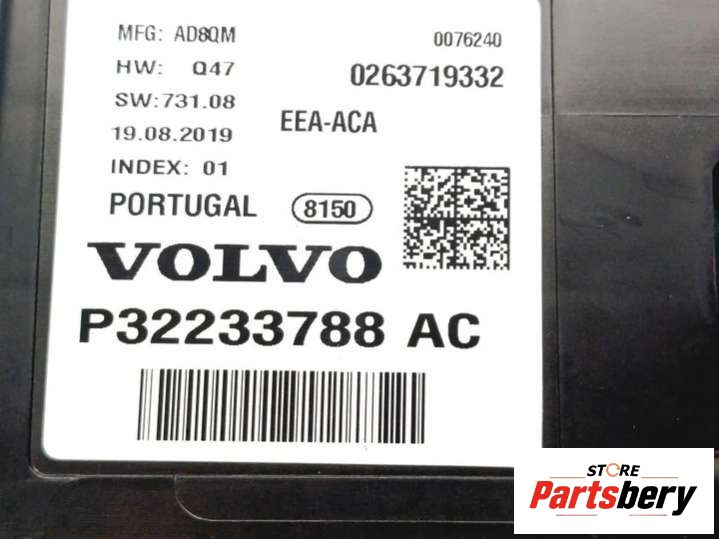 MFG: AD8QM 0076240
HW: Q47 0263719332
SW:731.08
19.08.2019 EEA-ACA
INDEX: 01
PORTUGAL 8150
VOLVO
P32233788 AC
STORE
Partsbery